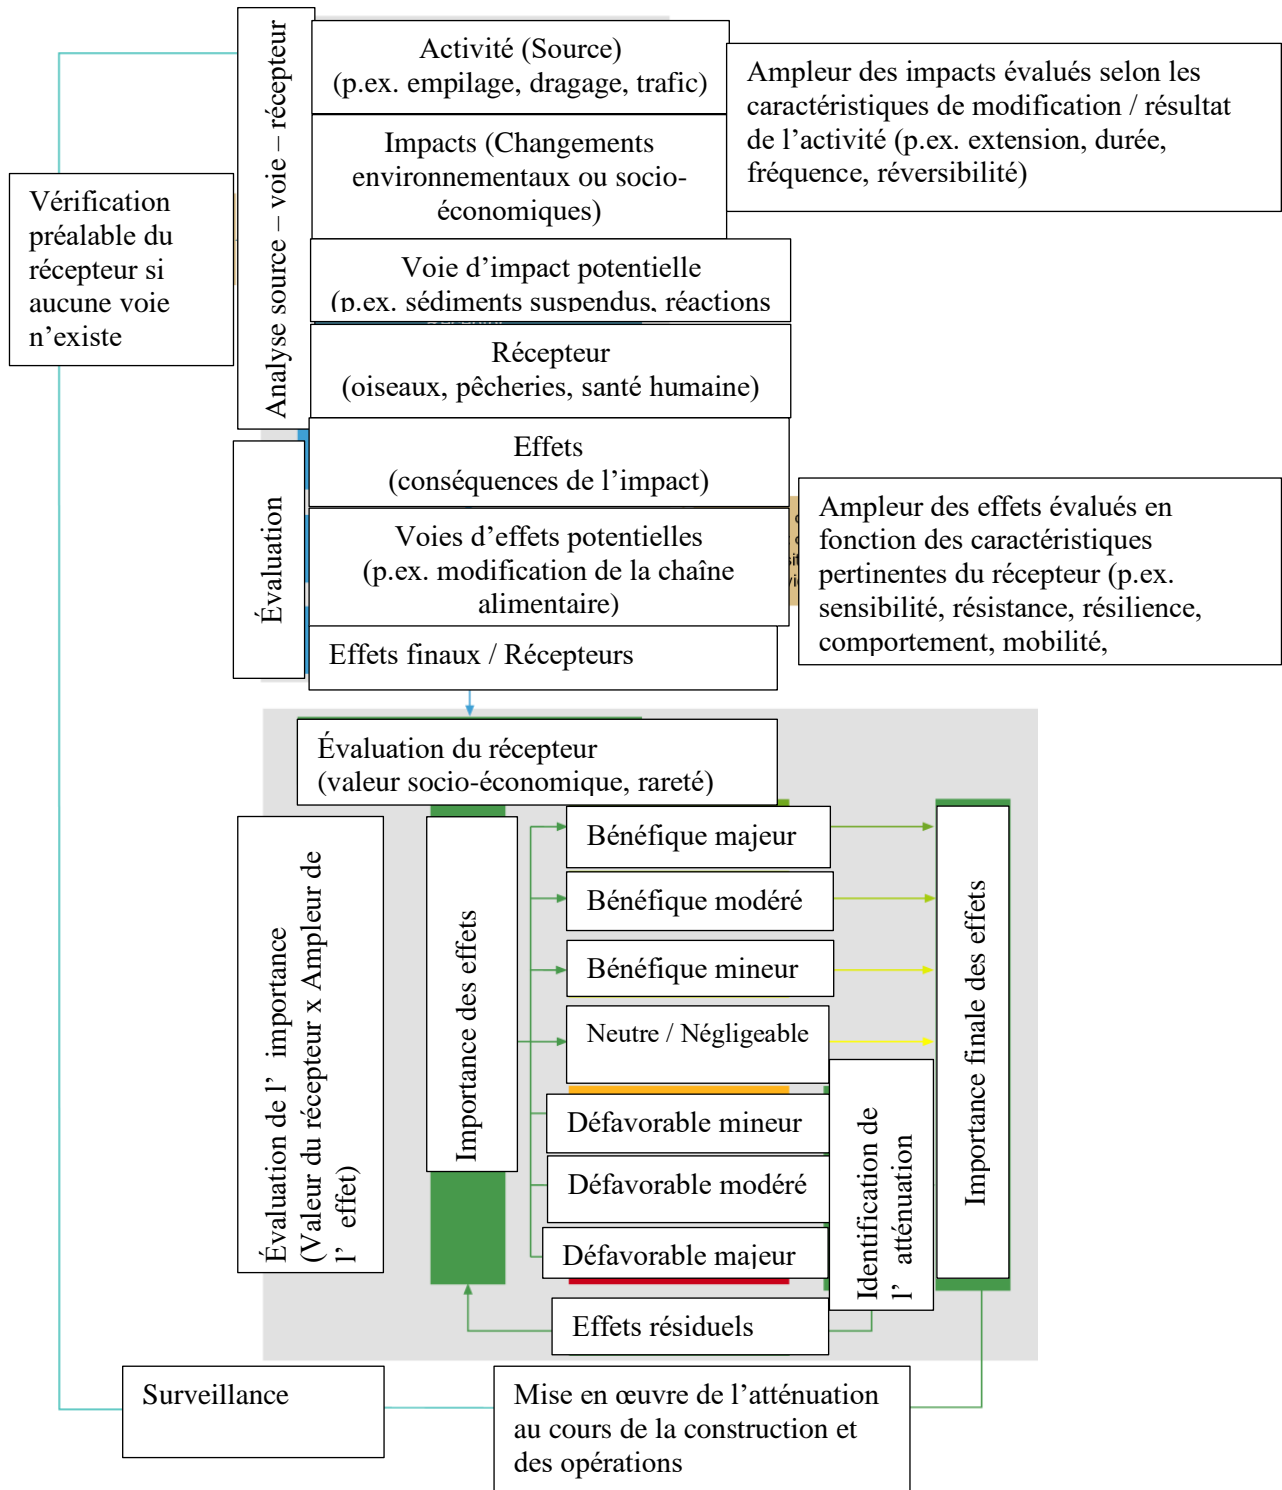 Analyse source – voie – récepteur
Activité (Source)
(p.ex. empilage, dragage, trafic)
Ampleur des impacts évalués selon les
caractéristiques de modification / résultat
de l’activité (p.ex. extension, durée,
fréquence, réversibilité)
Impacts (Changements
environnementaux ou socio-
économiques)
Vérification
préalable du
récepteur si
aucune voie
n’existe
Voie d’impact potentielle
(p.ex. sédiments suspendus, réactions
Récepteur
(oiseaux, pêcheries, santé humaine)
Évaluation
Effets
(conséquences de l’impact)
Voies d’effets potentielles
(p.ex. modification de la chaîne
alimentaire)
Ampleur des effets évalués en
fonction des caractéristiques
pertinentes du récepteur (p.ex.
sensibilité, résistance, résilience,
comportement, mobilité,
Effets finaux / Récepteurs
Évaluation du récepteur
(valeur socio-économique, rareté)
Évaluation de l’ importance
(Valeur du récepteur x Ampleur de
l’ effet)
Importance des effets
Bénéfique majeur
Bénéfique modéré
Bénéfique mineur
Neutre / Négligeable
Défavorable mineur
Défavorable modéré
Défavorable majeur
Identification de
l’ atténuation
Importance finale des effets
Effets résiduels
Surveillance
Mise en œuvre de l’atténuation
au cours de la construction et
des opérations